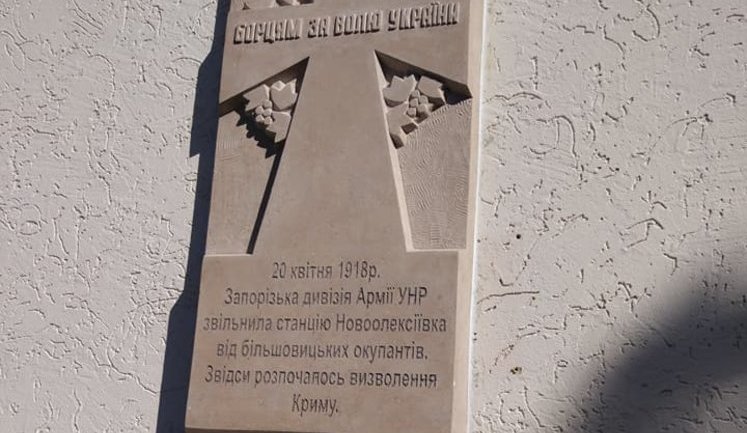 БОРЦЯМ ЗА ВОЛЮ УКРАЇНИ
20 квітня 1918р.
Запорізька дивізія Армії УНР
звільнила станцію Новоолексіївка
від більшовицьких окупантів.
Звідси розпочалось визволення
Криму.